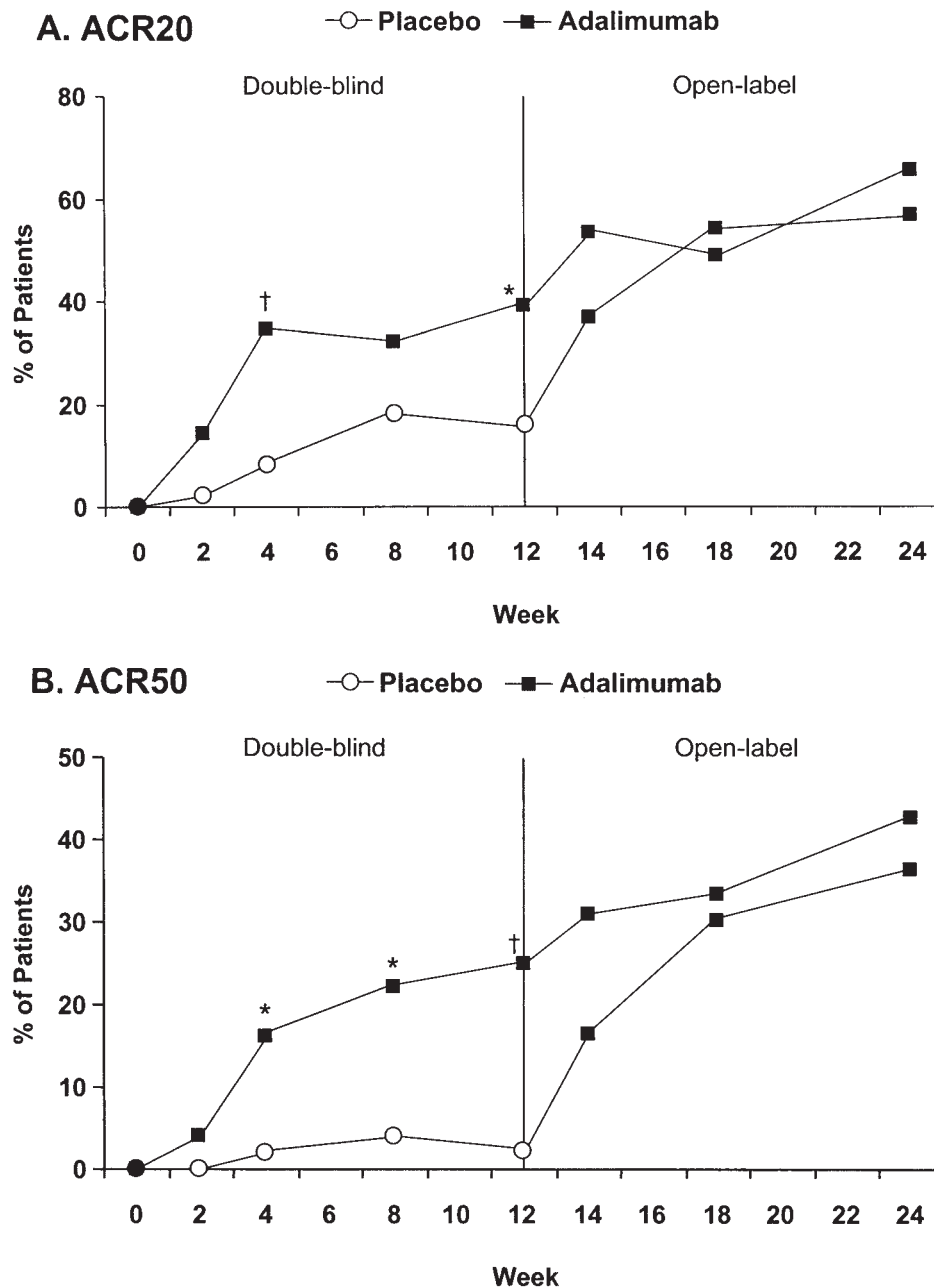 A. ACR20
Placebo Adalimumab
Double-blind Open-label
80
60
†
*
40
20
0
% of Patients
0 2 4 6 8 10 12 14 16 18 20 22 24
Week
B. ACR50
Placebo Adalimumab
Double-blind Open-label
50
40
30
†
*
*
20
10
0
% of Patients
0 2 4 6 8 10 12 14 16 18 20 22 24
Week